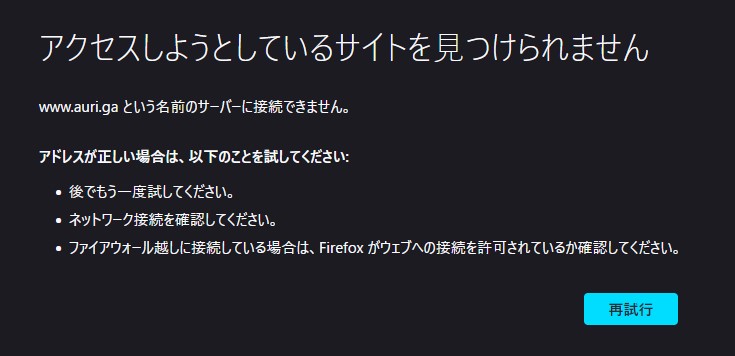 アクセスしようとしているサイトを見つけられません
www.auri.ga という名前のサーバーに接続できません。
アドレスが正しい場合は、以下のことを試してください:
• 後でもう一度試してください。
• ネットワーク接続を確認してください。
• ファイアウォール越しに接続している場合は、Firefox がウェブへの接続を許可されているか確認してください。
再試行